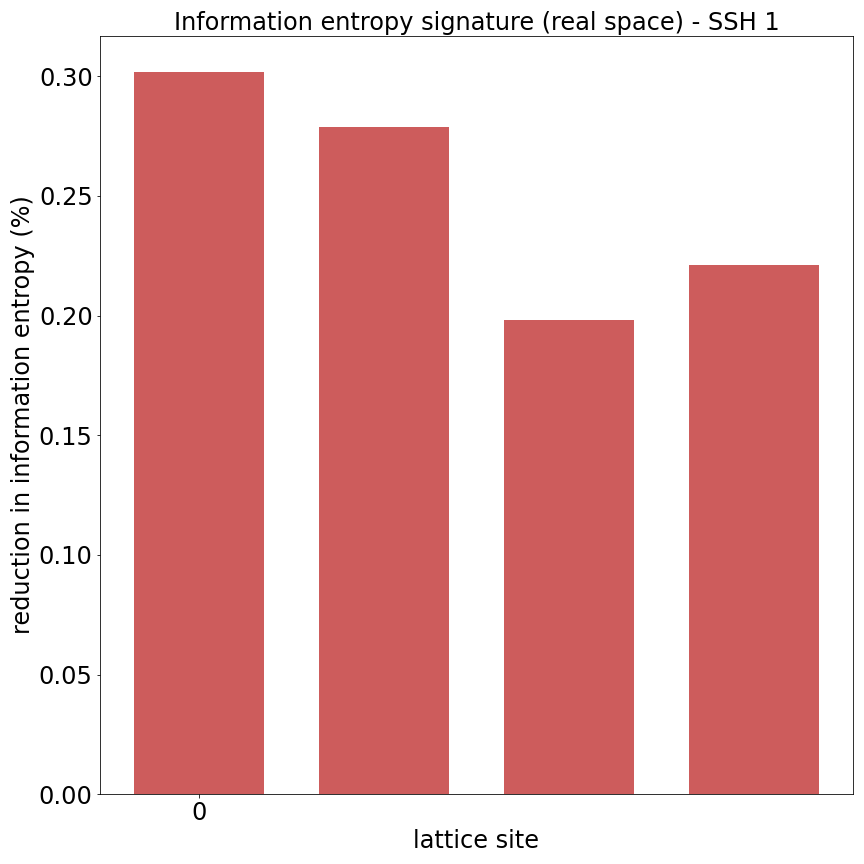 Information entropy signature (real space) - SSH 1
reduction in information entropy (%)
0.30
0.25
0.20
0.15
0.10
0.05
0.00
0
lattice site